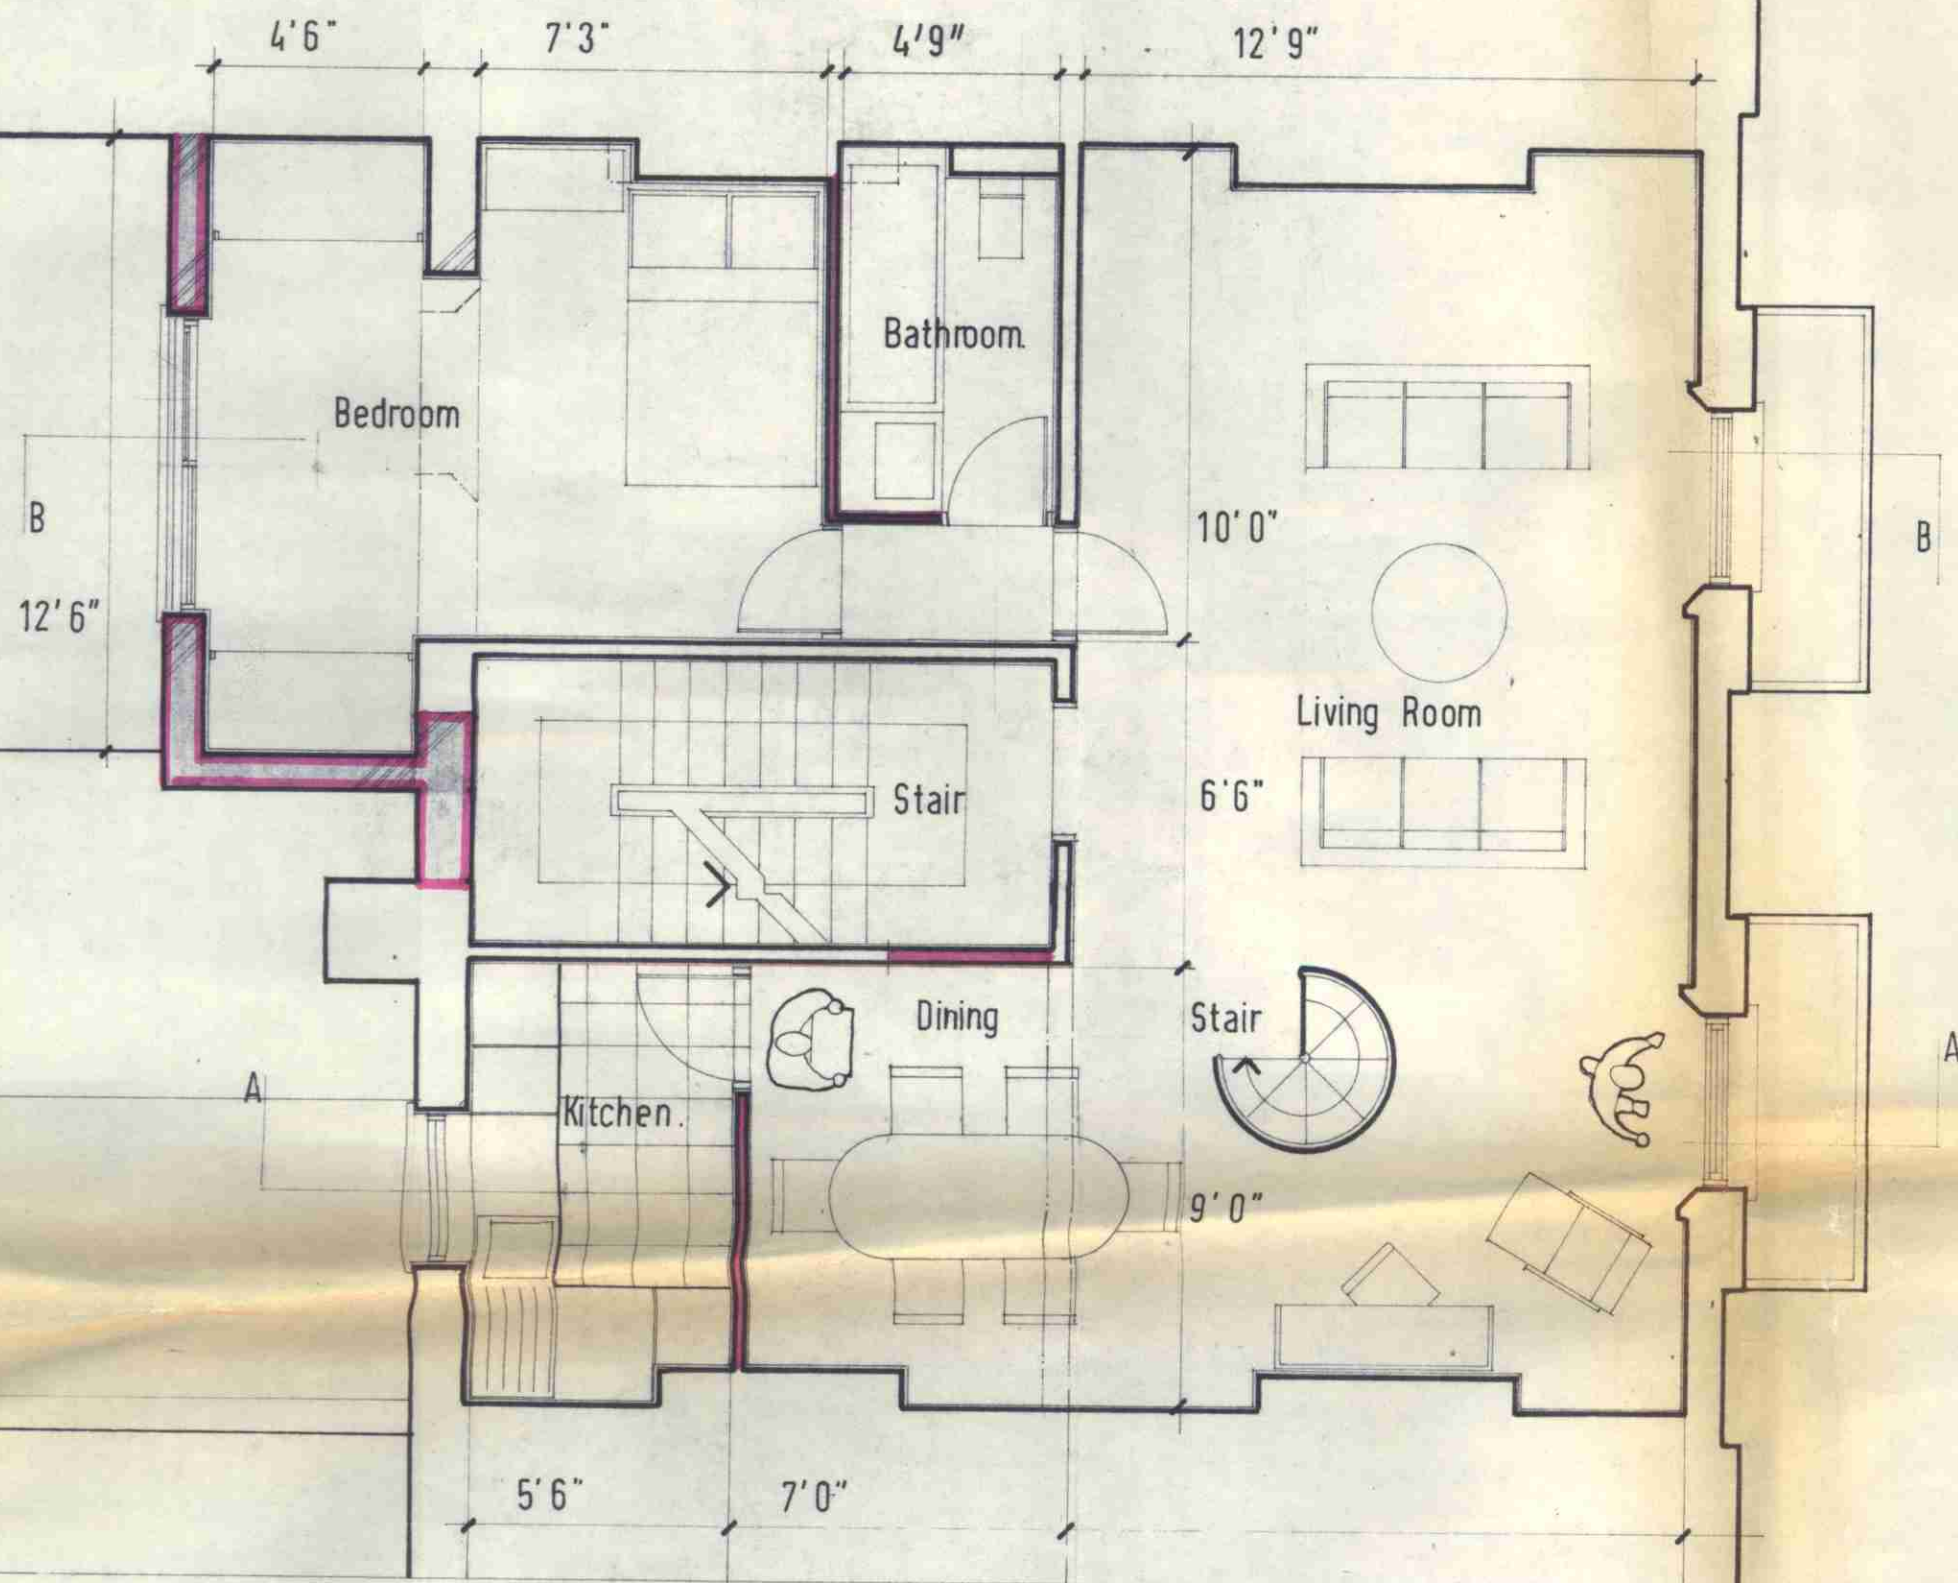 4'6"
7'3"
4'9"
12'9"
Bathroom.
Bedroom
B
10'0"
B
12'6"
Living Room
Stair
6'6"
Dining
Stair
A
A
Kitchen.
9'0"
5'6"
7'0"